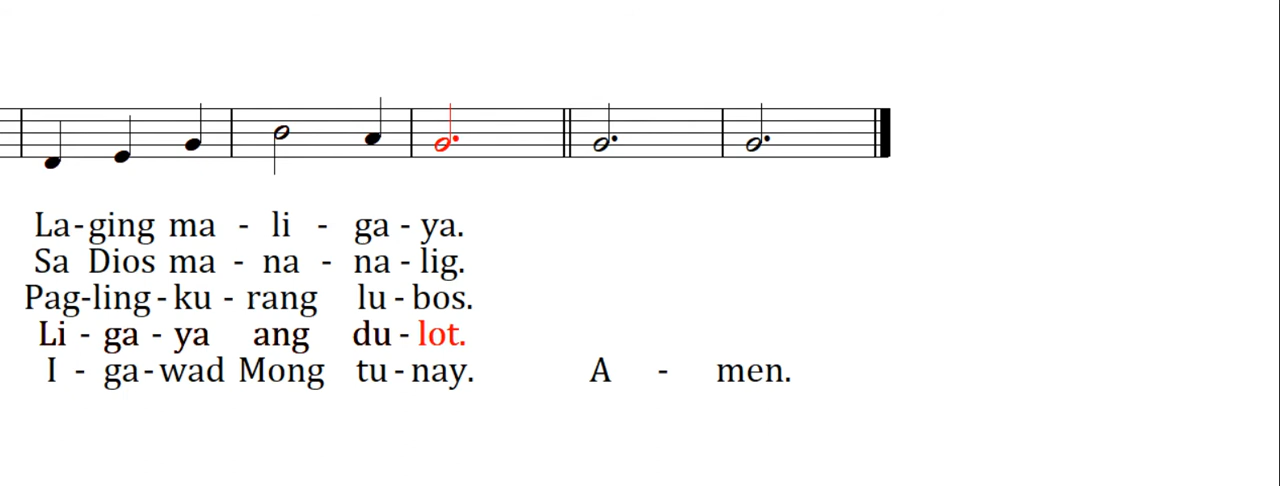 La-ging ma - li - ga - ya.
Sa Dios ma - na - na - lig.
Pag-ling-ku - rang lu - bos.
Li - ga - ya ang du - lot.
I - ga-wad Mong tu - nay. A - men.